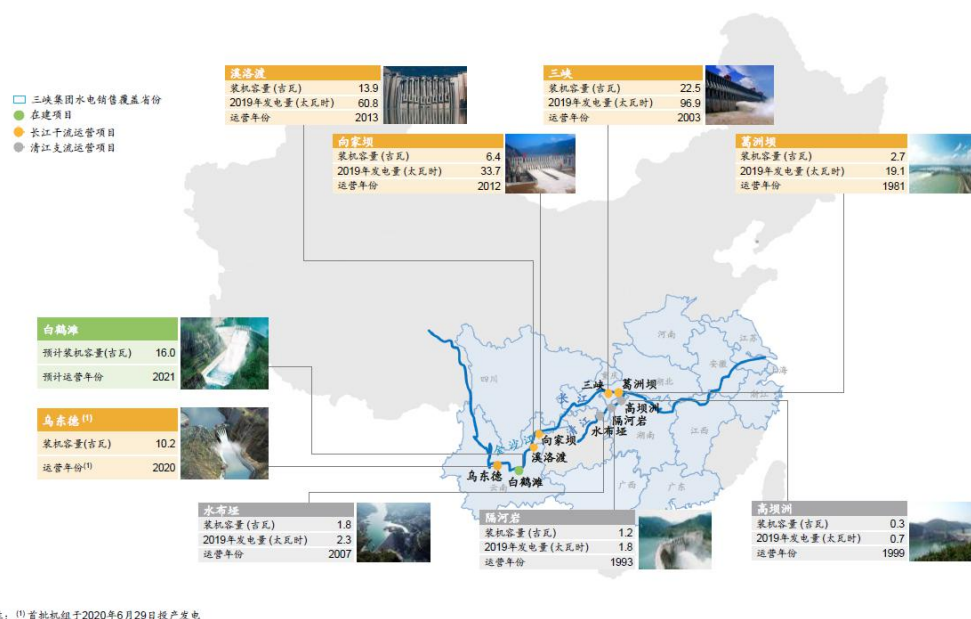 三峡集团水电销售覆盖省份
在建项目
长江干流运营项目
清江支流运营项目
溪洛渡
装机容量(吉瓦) 13.9
2019年发电量(太瓦时) 60.8
运营年份 2013
三峡
装机容量(吉瓦) 22.5
2019年发电量(太瓦时) 96.9
运营年份 2003
向家坝
装机容量(吉瓦) 6.4
2019年发电量(太瓦时) 33.7
运营年份 2012
葛洲坝
装机容量(吉瓦) 2.7
2019年发电量(太瓦时) 19.1
运营年份 1981
白鹤滩
预计装机容量(吉瓦) 16.0
预计运营年份 2021
乌东德(1)
装机容量(吉瓦) 10.2
运营年份(1) 2020
河南
江苏
安徽
四川
重庆
湖北
海
浙江
三峡
葛洲坝
长江
高坝洲
清江
隔河岩
水布垭
江西
湖南
金沙江
向家坝
溪洛渡
乌东德
白鹤滩
云南
广西
广东
水布垭
装机容量(吉瓦) 1.8
2019年发电量(太瓦时) 2.3
运营年份 2007
隔河岩
装机容量(吉瓦) 1.2
2019年发电量(太瓦时) 1.8
运营年份 1993
高坝洲
装机容量(吉瓦) 0.3
2019年发电量(太瓦时) 0.7
运营年份 1999
: (1) 首批机组于2020年6月29日投产发电